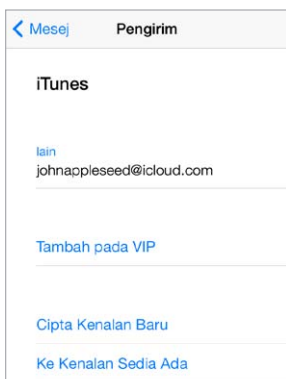 Mesej Pengirim
iTunes
lain
johnappleseed@icloud.com
Tambah pada VIP
Cipta Kenalan Baru
Ke Kenalan Sedia Ada